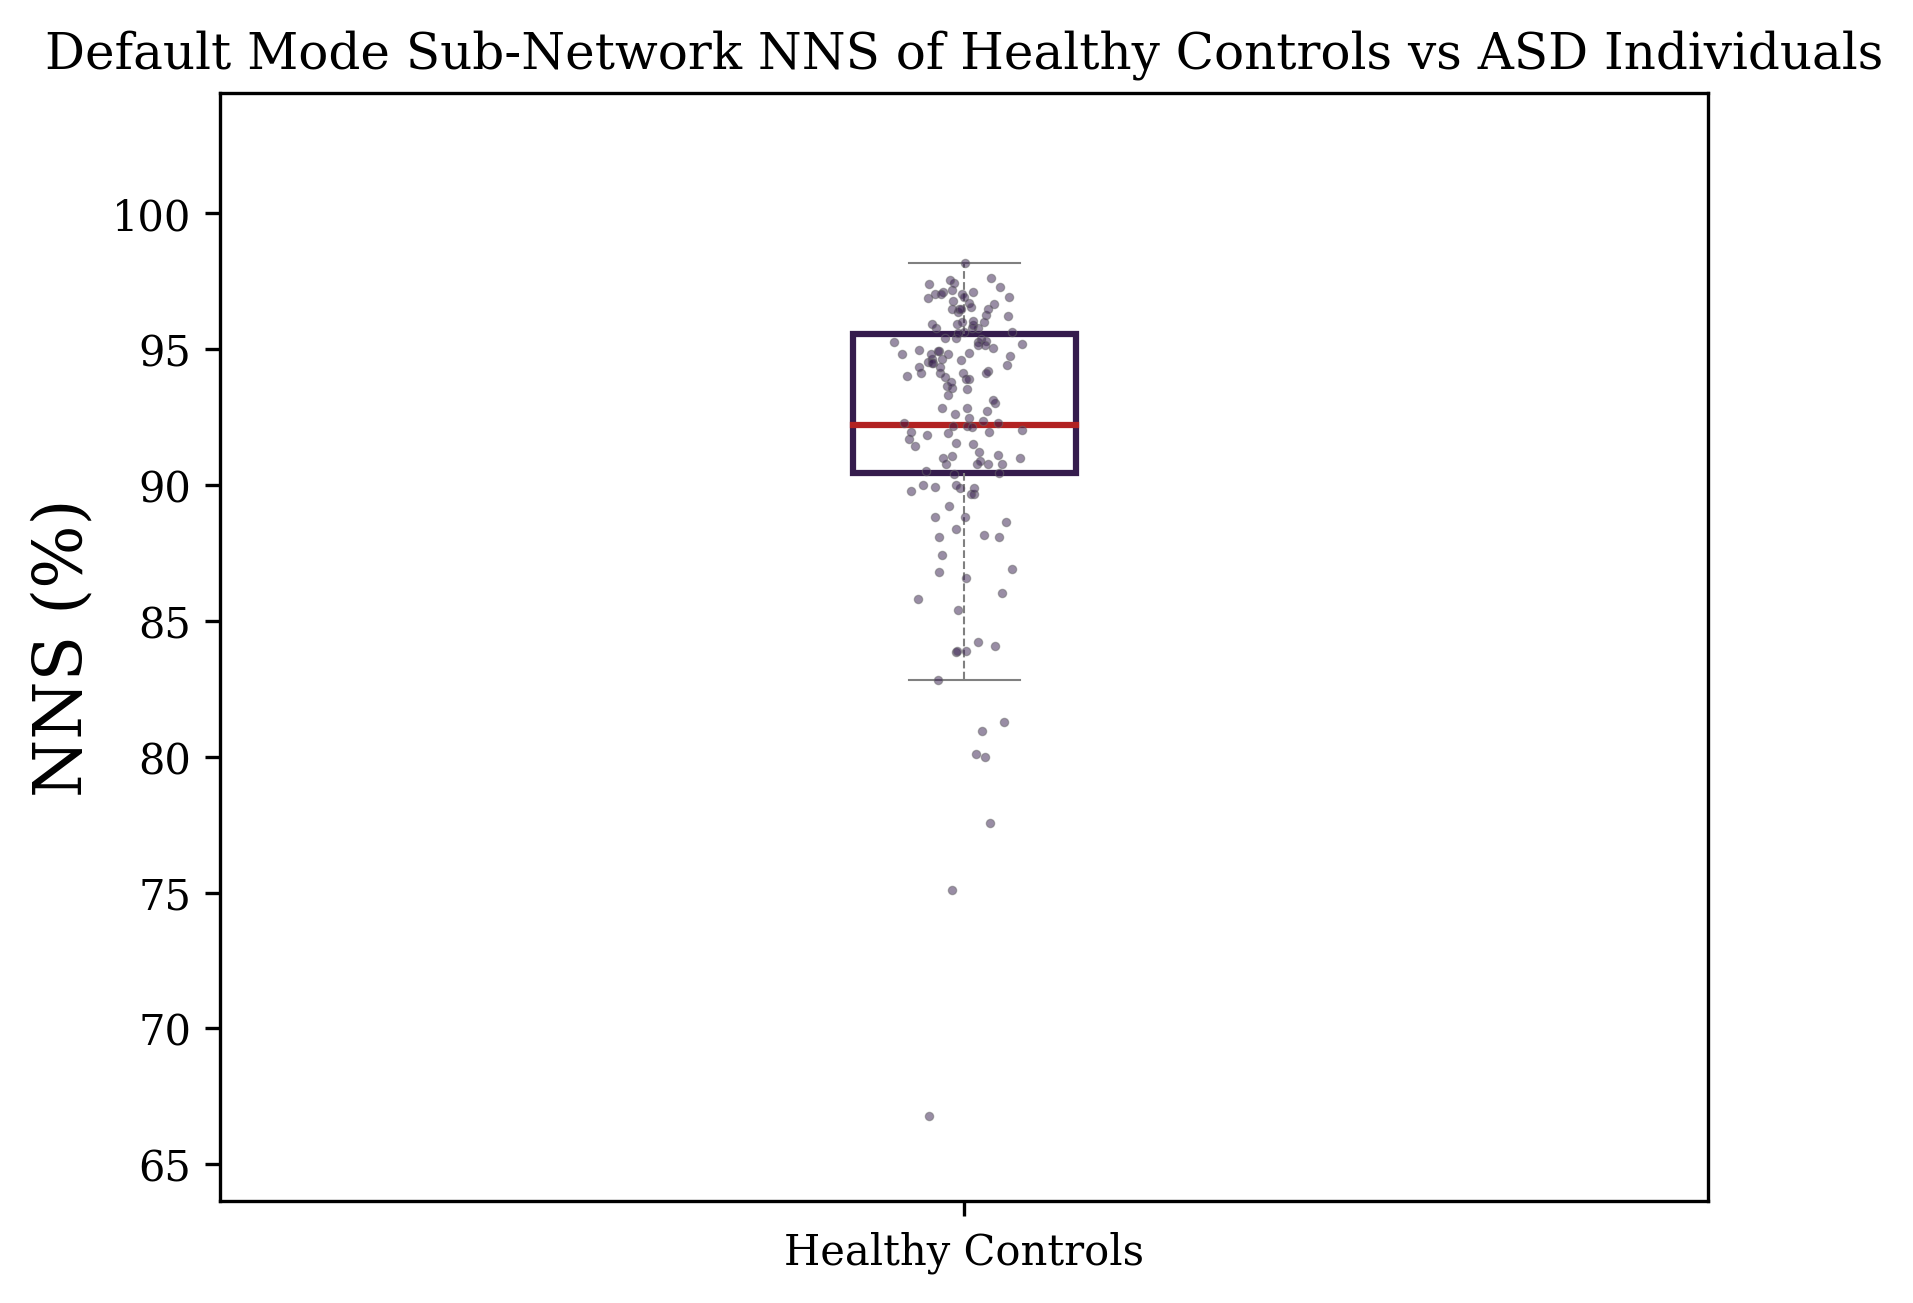 Default Mode Sub-Network NNS of Healthy Controls vs ASD Individuals
NNS (%)
100
95
90
85
80
75
70
65
Healthy Controls